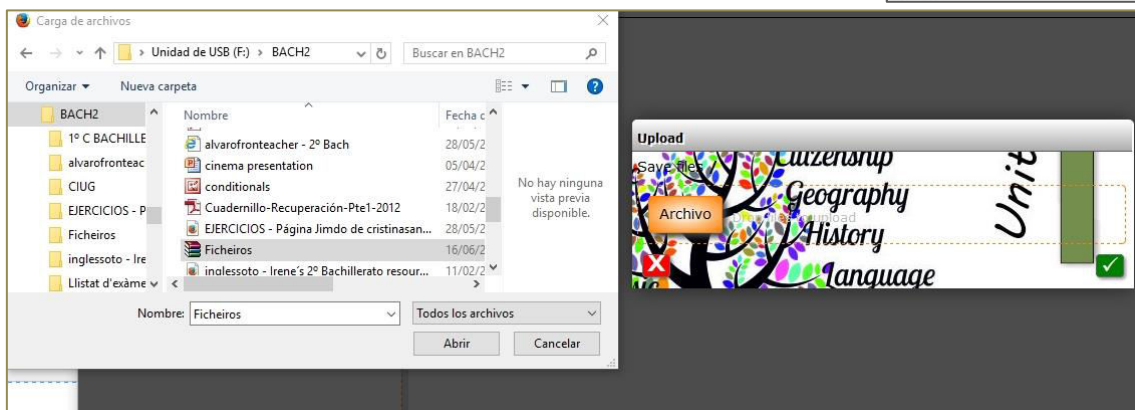 Carga de archivos
Unidad de USB (F:) > BACH2
Buscar en BACH2
Organizar
Nueva carpeta
BACH2
1º C BACHILLE
alvarofronteac
CIUG
EJERCICIOS - P
Ficheiros
inglessoto - Ire
Llistat d'exàme
Nombre
Fecha c
alvarofronteacher - 2º Bach
28/05/2
cinema presentation
05/04/2
conditionals
27/04/2
Cuadernillo-Recuperación-Pte1-2012
18/02/2
EJERCICIOS - Página Jimdo de cristinasan...
28/05/2
Ficheiros
16/06/2
inglessoto - Irene´s 2º Bachillerato resour...
11/02/2
No hay ninguna
vista previa
disponible.
Nombre:
Ficheiros
Todos los archivos
Abrir
Cancelar
Upload
Save files /
Citizenship
Geography
Archivo
History
Language
Unit